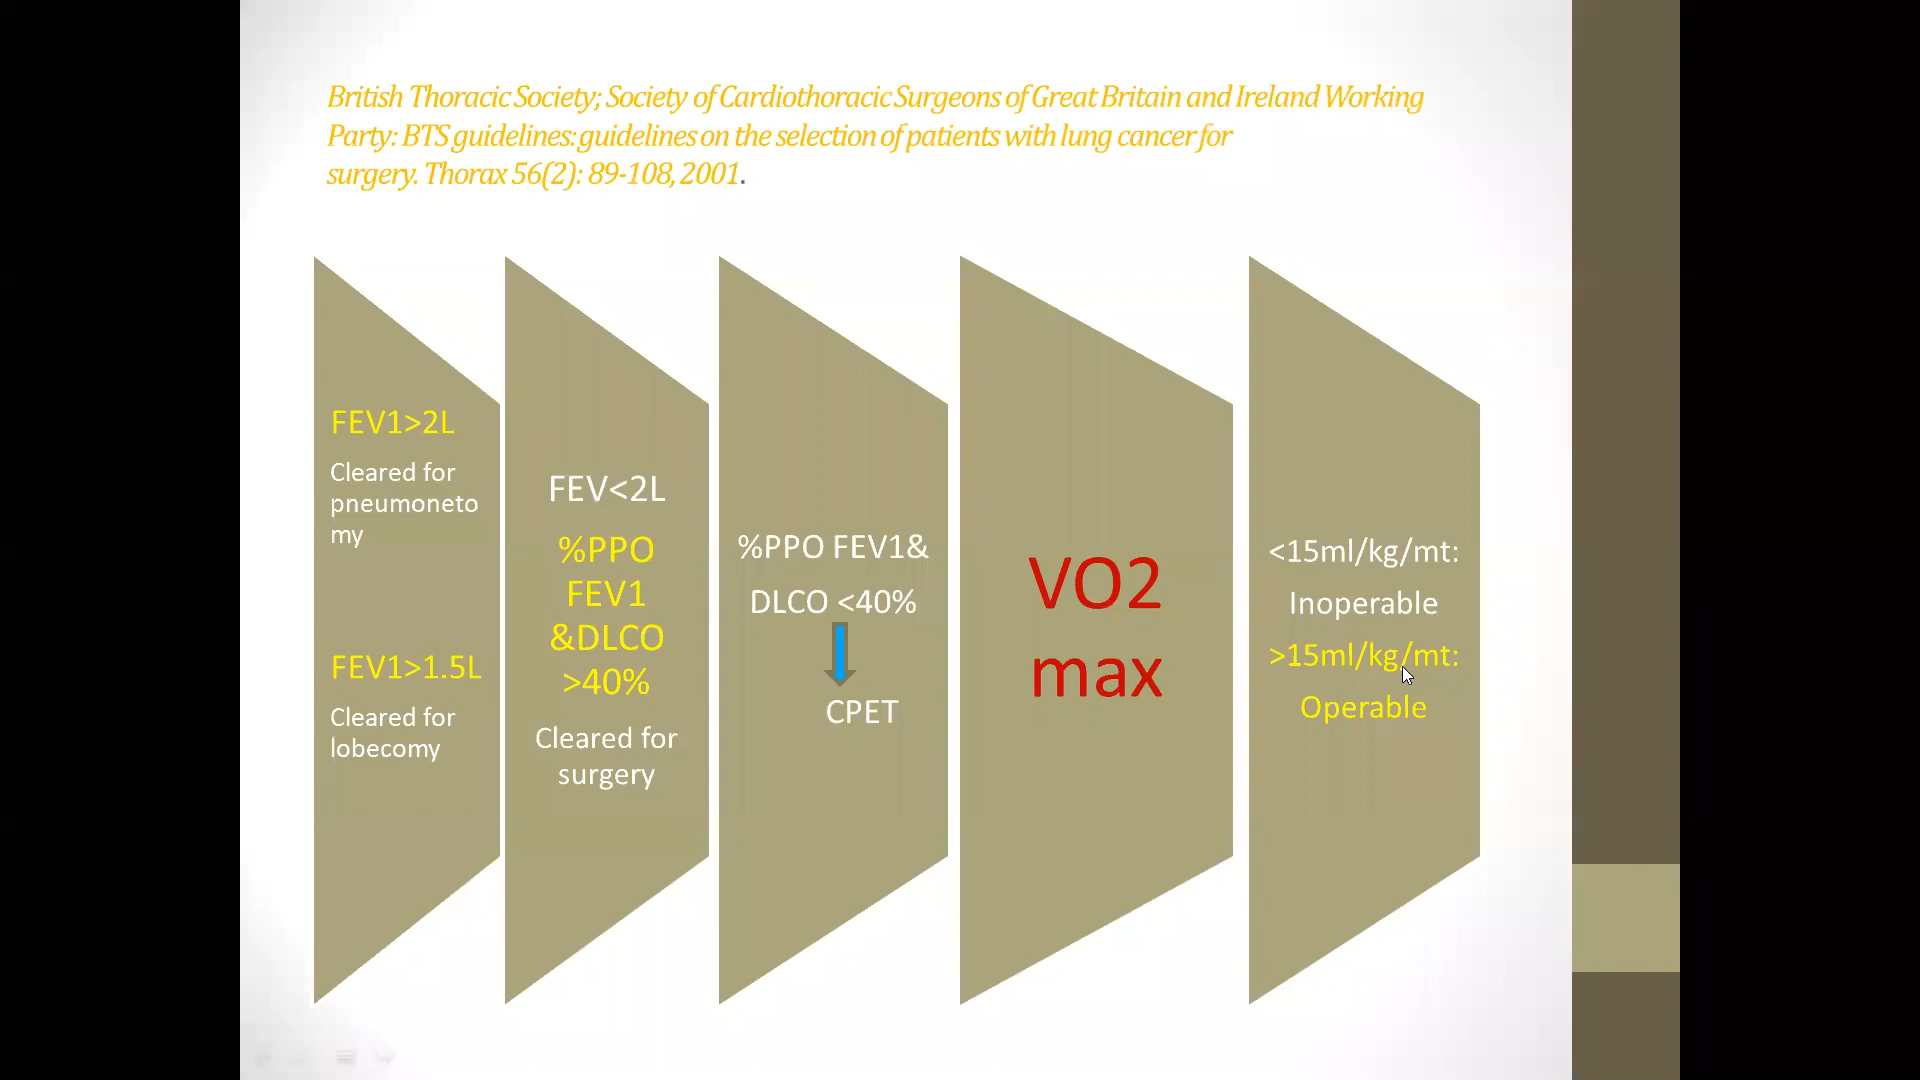 British Thoracic Society; Society of Cardiothoracic Surgeons of Great Britain and Ireland Working
Party: BTS guidelines: guidelines on the selection of patients with lung cancer for
surgery. Thorax 56(2): 89-108, 2001.
FEV1>2L
Cleared for
pneumoneto
my
FEV1>1.5L
Cleared for
lobecomy
FEV<2L
%PPO
FEV1
&DLCO
>40%
Cleared for
surgery
%PPO FEV1&
DLCO <40%
CPET
VO2
max
<15ml/kg/mt:
Inoperable
>15ml/kg/mt:
Operable